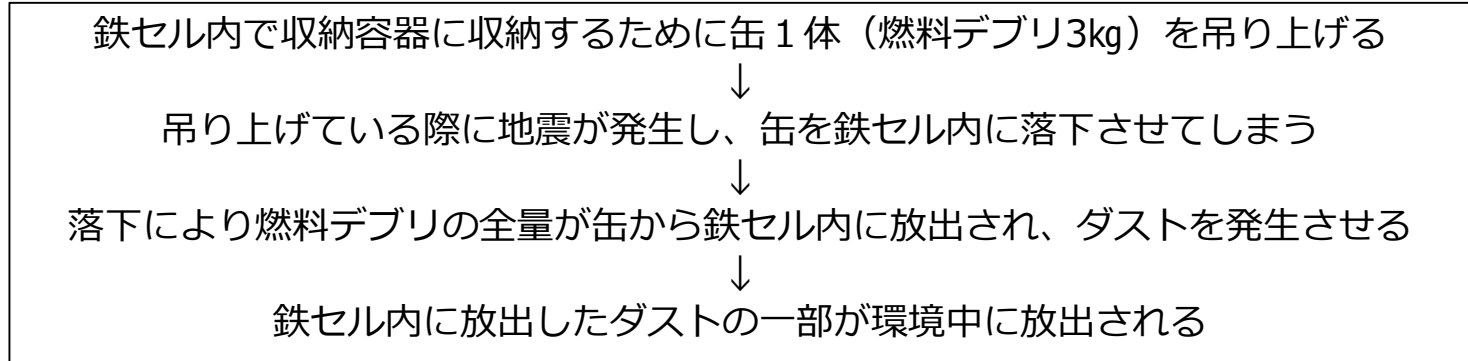 鉄セル内で収納容器に収納するために缶１体（燃料デブリ3kg）を吊り上げる
↓
吊り上げている際に地震が発生し、缶を鉄セル内に落下させてしまう
↓
落下により燃料デブリの全量が缶から鉄セル内に放出され、ダストを発生させる
↓
鉄セル内に放出したダストの一部が環境中に放出される